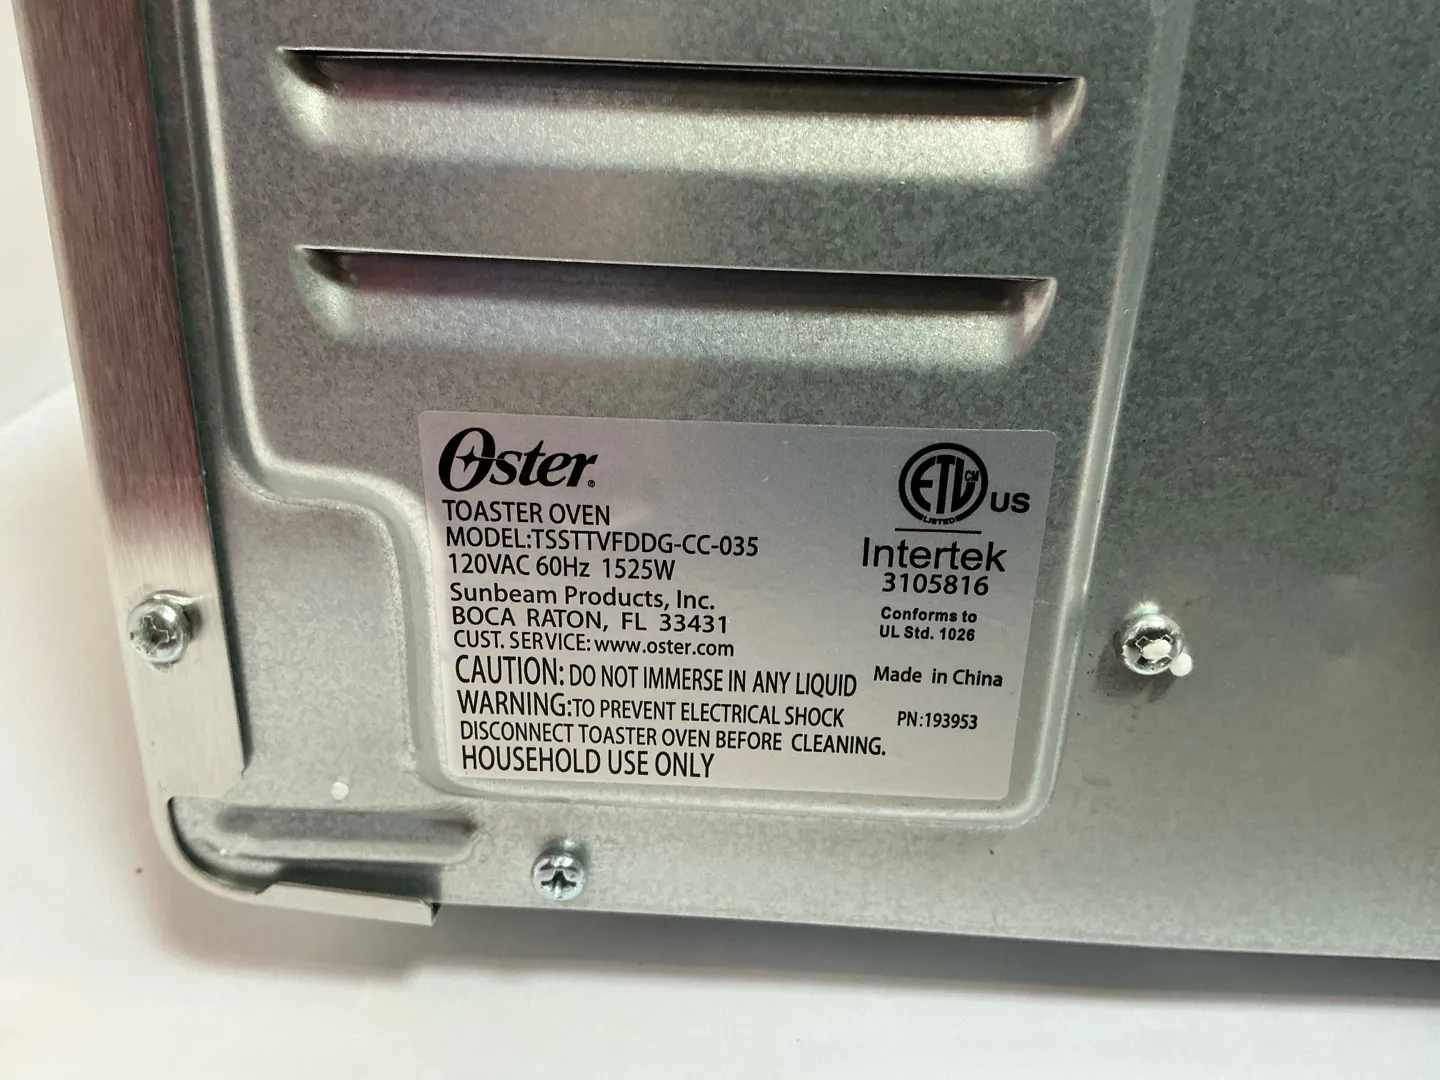 Oster®
TOASTER OVEN
MODEL:TSSTTVFDDG-CC-035
120VAC 60Hz 1525W
Sunbeam Products, Inc.
BOCA RATON, FL 33431
CUST. SERVICE: www.oster.com
CAUTION: DO NOT IMMERSE IN ANY LIQUID
WARNING:TO PREVENT ELECTRICAL SHOCK
DISCONNECT TOASTER OVEN BEFORE CLEANING.
HOUSEHOLD USE ONLY
ETL CM
LISTED
US
Intertek
3105816
Conforms to
UL Std. 1026
Made in China
PN:193953